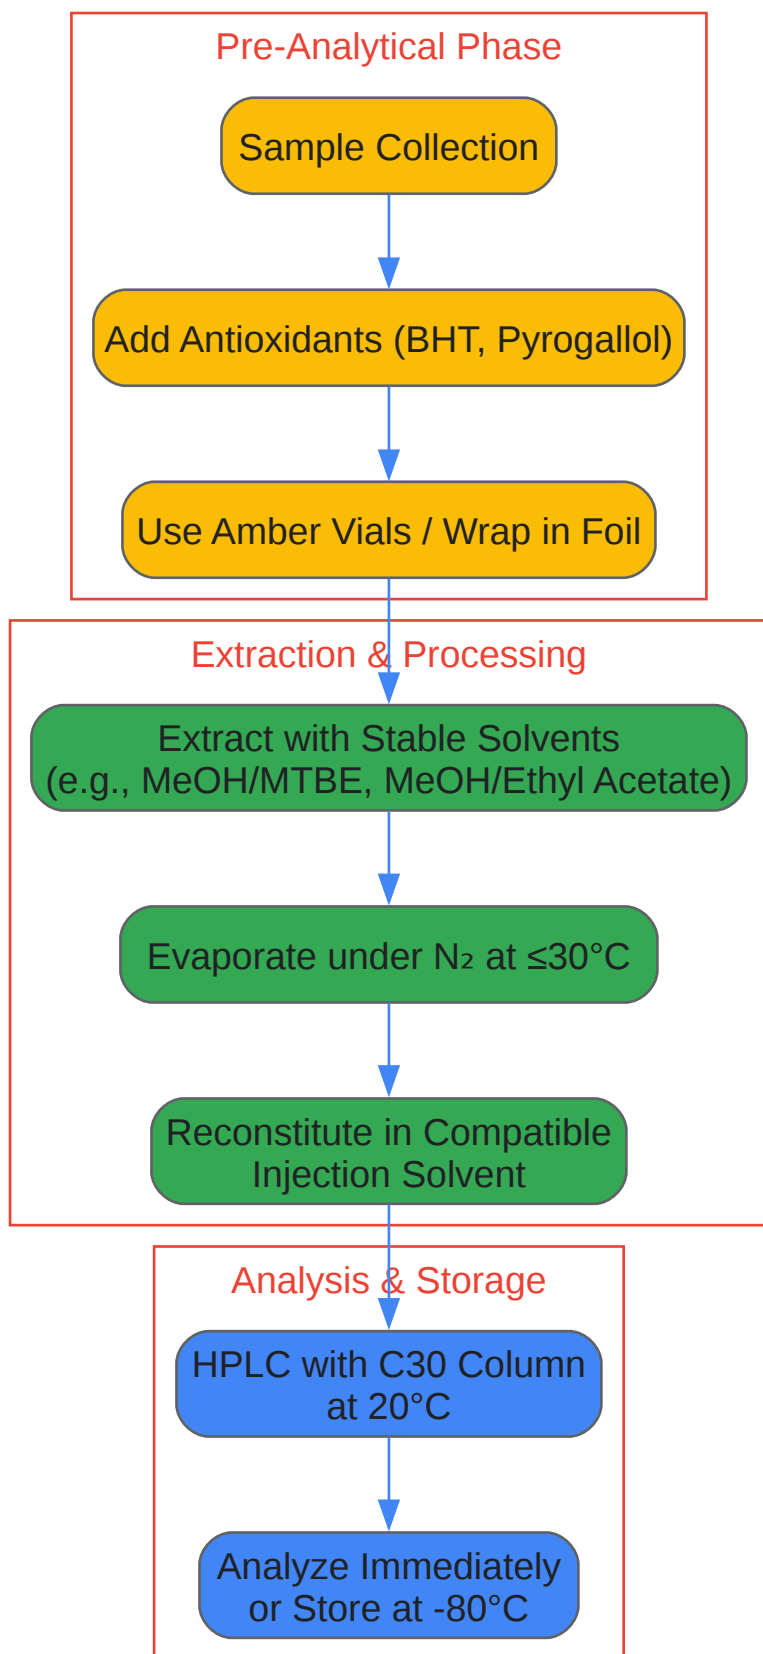 Pre-Analytical Phase
Sample Collection
Add Antioxidants (BHT, Pyrogallol)
Use Amber Vials / Wrap in Foil
Extraction & Processing
Extract with Stable Solvents
(e.g., MeOH/MTBE, MeOH/Ethyl Acetate)
Evaporate under N₂ at ≤30°C
Reconstitute in Compatible
Injection Solvent
Analysis & Storage
HPLC with C30 Column
at 20°C
Analyze Immediately
or Store at -80°C